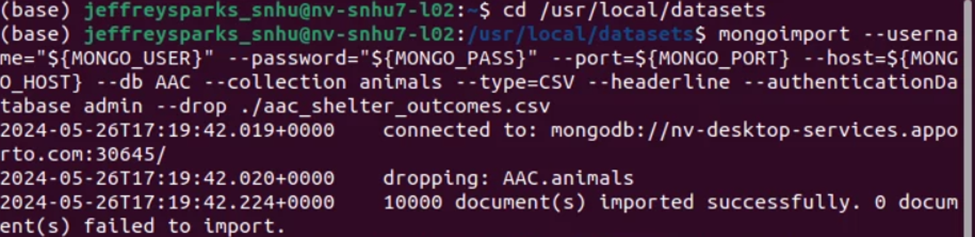 (base) jeffreysparks_snhu@nv-snhu7-l02:~$ cd /usr/local/datasets
(base) jeffreysparks_snhu@nv-snhu7-l02:/usr/local/datasets$ mongoimport --userna
me="${MONGO_USER}" --password="${MONGO_PASS}" --port=${MONGO_PORT} --host=${MONG
O_HOST} --db AAC --collection animals --type=CSV --headerline --authenticationDa
tabase admin --drop ./aac_shelter_outcomes.csv
2024-05-26T17:19:42.019+0000    connected to: mongodb://nv-desktop-services.appo
rto.com:30645/
2024-05-26T17:19:42.020+0000    dropping: AAC.animals
2024-05-26T17:19:42.224+0000    10000 document(s) imported successfully. 0 docum
ent(s) failed to import.